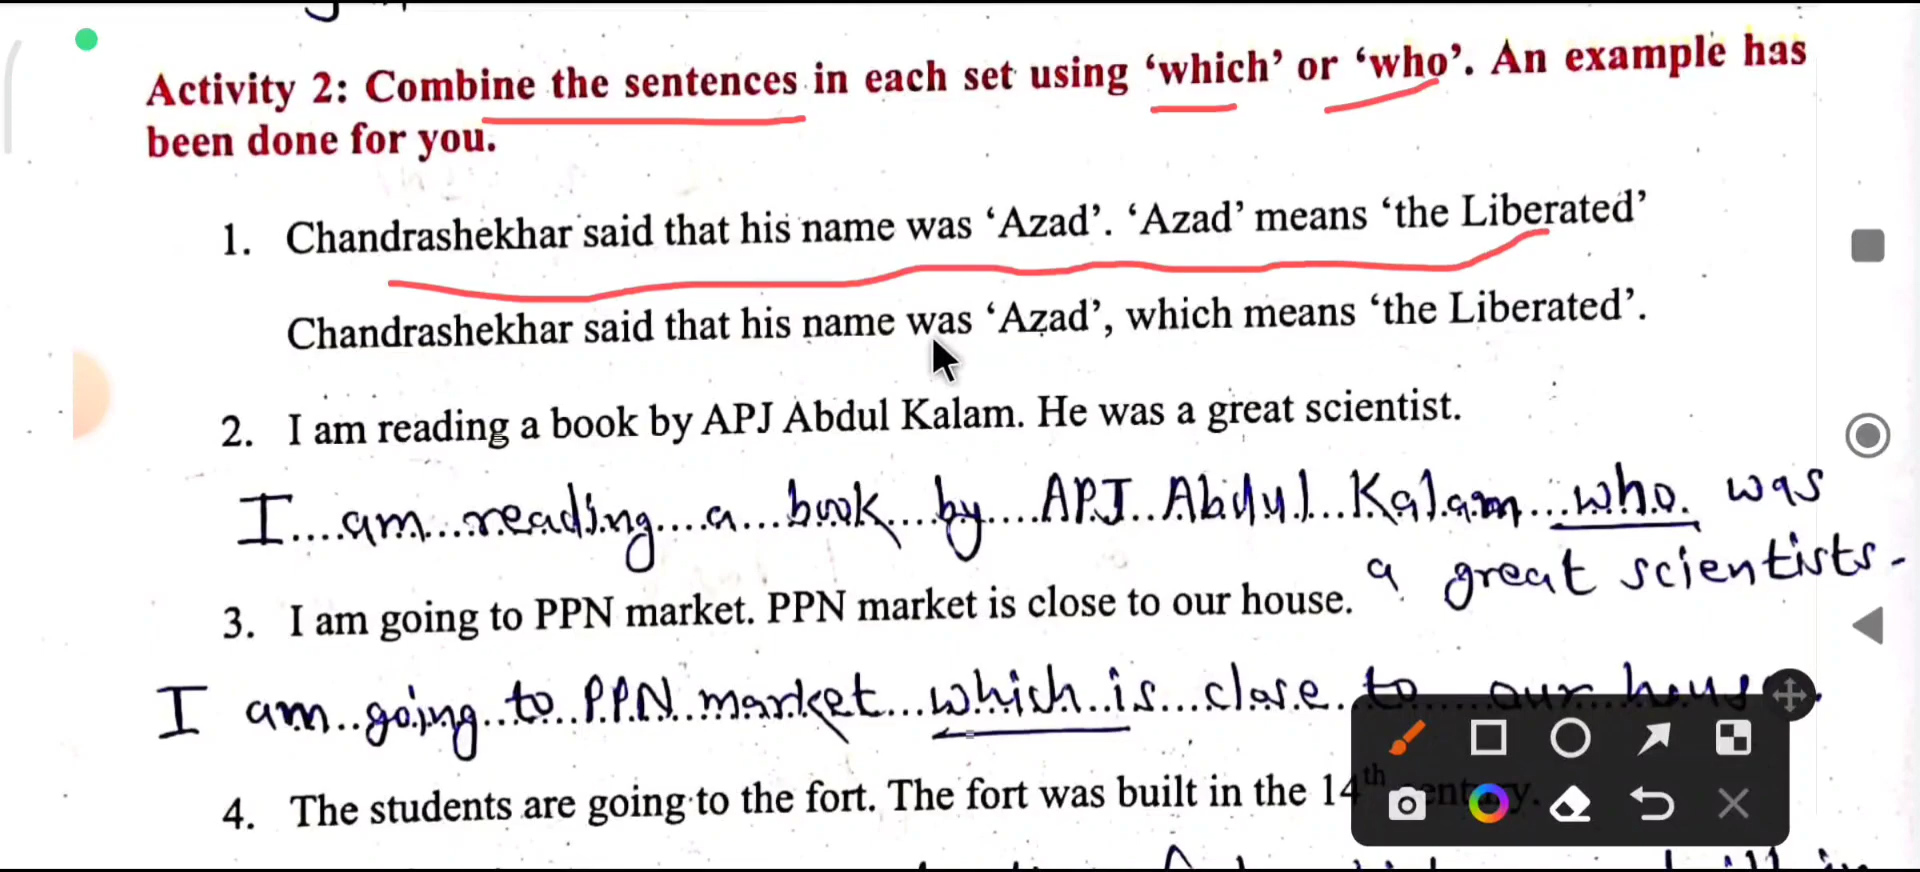 Activity 2: Combine the sentences in each set using ‘which’ or ‘who’. An example has
been done for you.
1. Chandrashekhar said that his name was ‘Azad’. ‘Azad’ means ‘the Liberated’
Chandrashekhar said that his name was ‘Azad’, which means ‘the Liberated’.
2. I am reading a book by APJ Abdul Kalam. He was a great scientist.
I am reading a book by APJ Abdul Kalam who was
a great scientists.
3. I am going to PPN market. PPN market is close to our house.
I am going to PPN market which is close to our house.
4. The students are going to the fort. The fort was built in the 14th century.